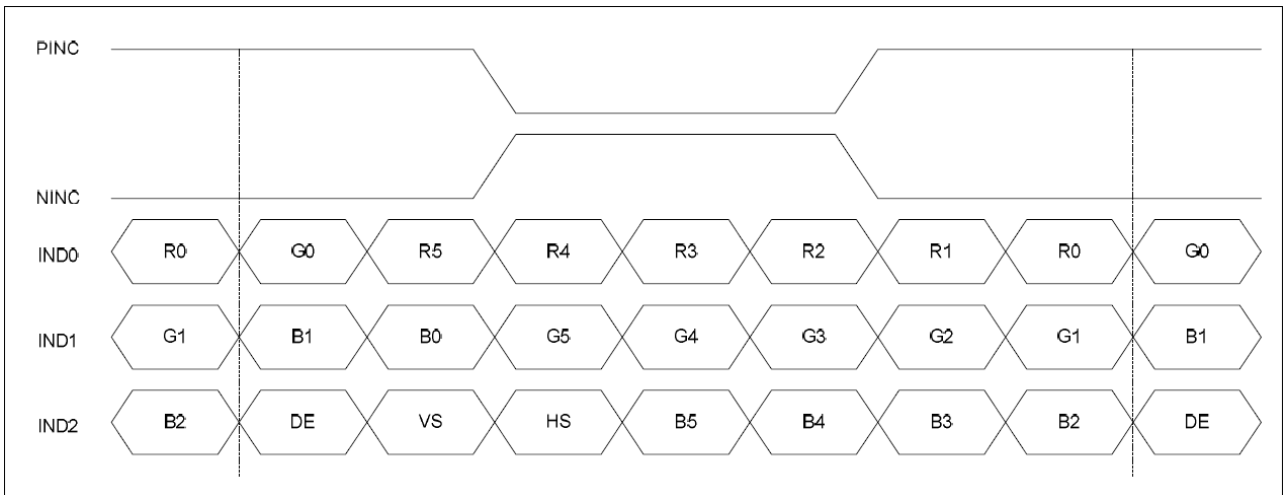 PINC
NINC
IND0 R0 G0 R5 R4 R3 R2 R1 R0 G0
IND1 G1 B1 B0 G5 G4 G3 G2 G1 B1
IND2 B2 DE VS HS B5 B4 B3 B2 DE